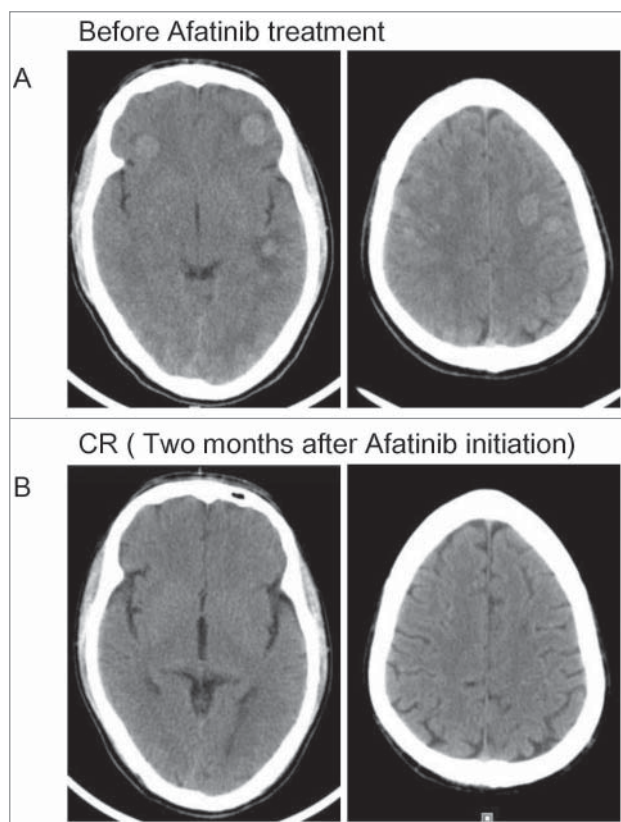 Before Afatinib treatment
A
CR ( Two months after Afatinib initiation)
B